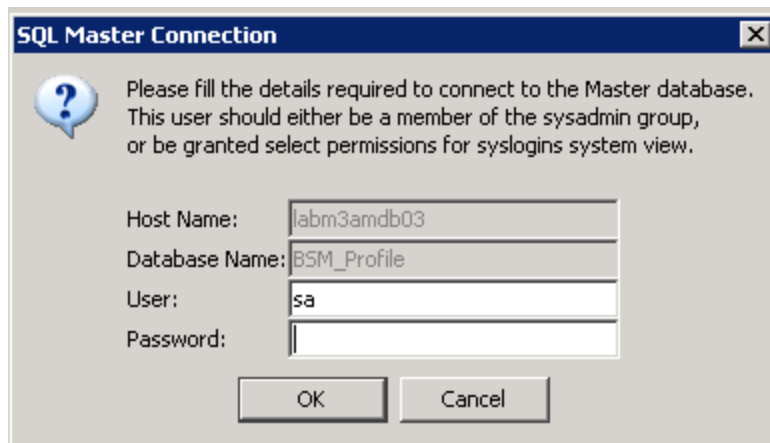 SQL Master Connection
Please fill the details required to connect to the Master database.
This user should either be a member of the sysadmin group,
or be granted select permissions for syslogins system view.
Host Name: labm3amdb03
Database Name: BSM_Profile
User: sa
Password:
OK Cancel